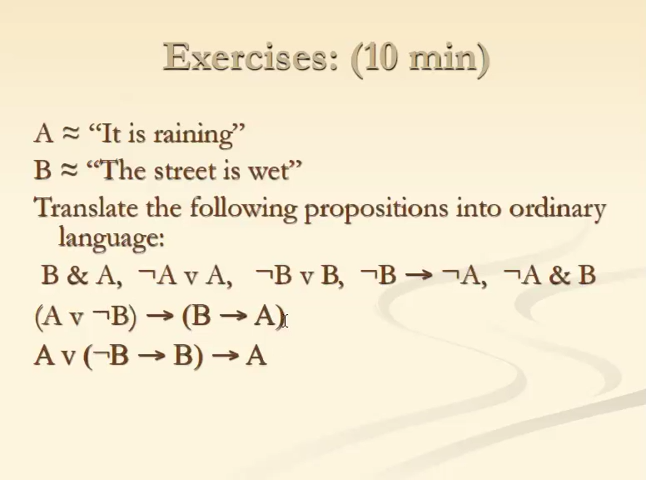 Exercises: (10 min)
A ≈ “It is raining”
B ≈ “The street is wet”
Translate the following propositions into ordinary
language:
B & A, ¬A v A, ¬B v B, ¬B → ¬A, ¬A & B
(A v ¬B) → (B → A)
A v (¬B → B) → A